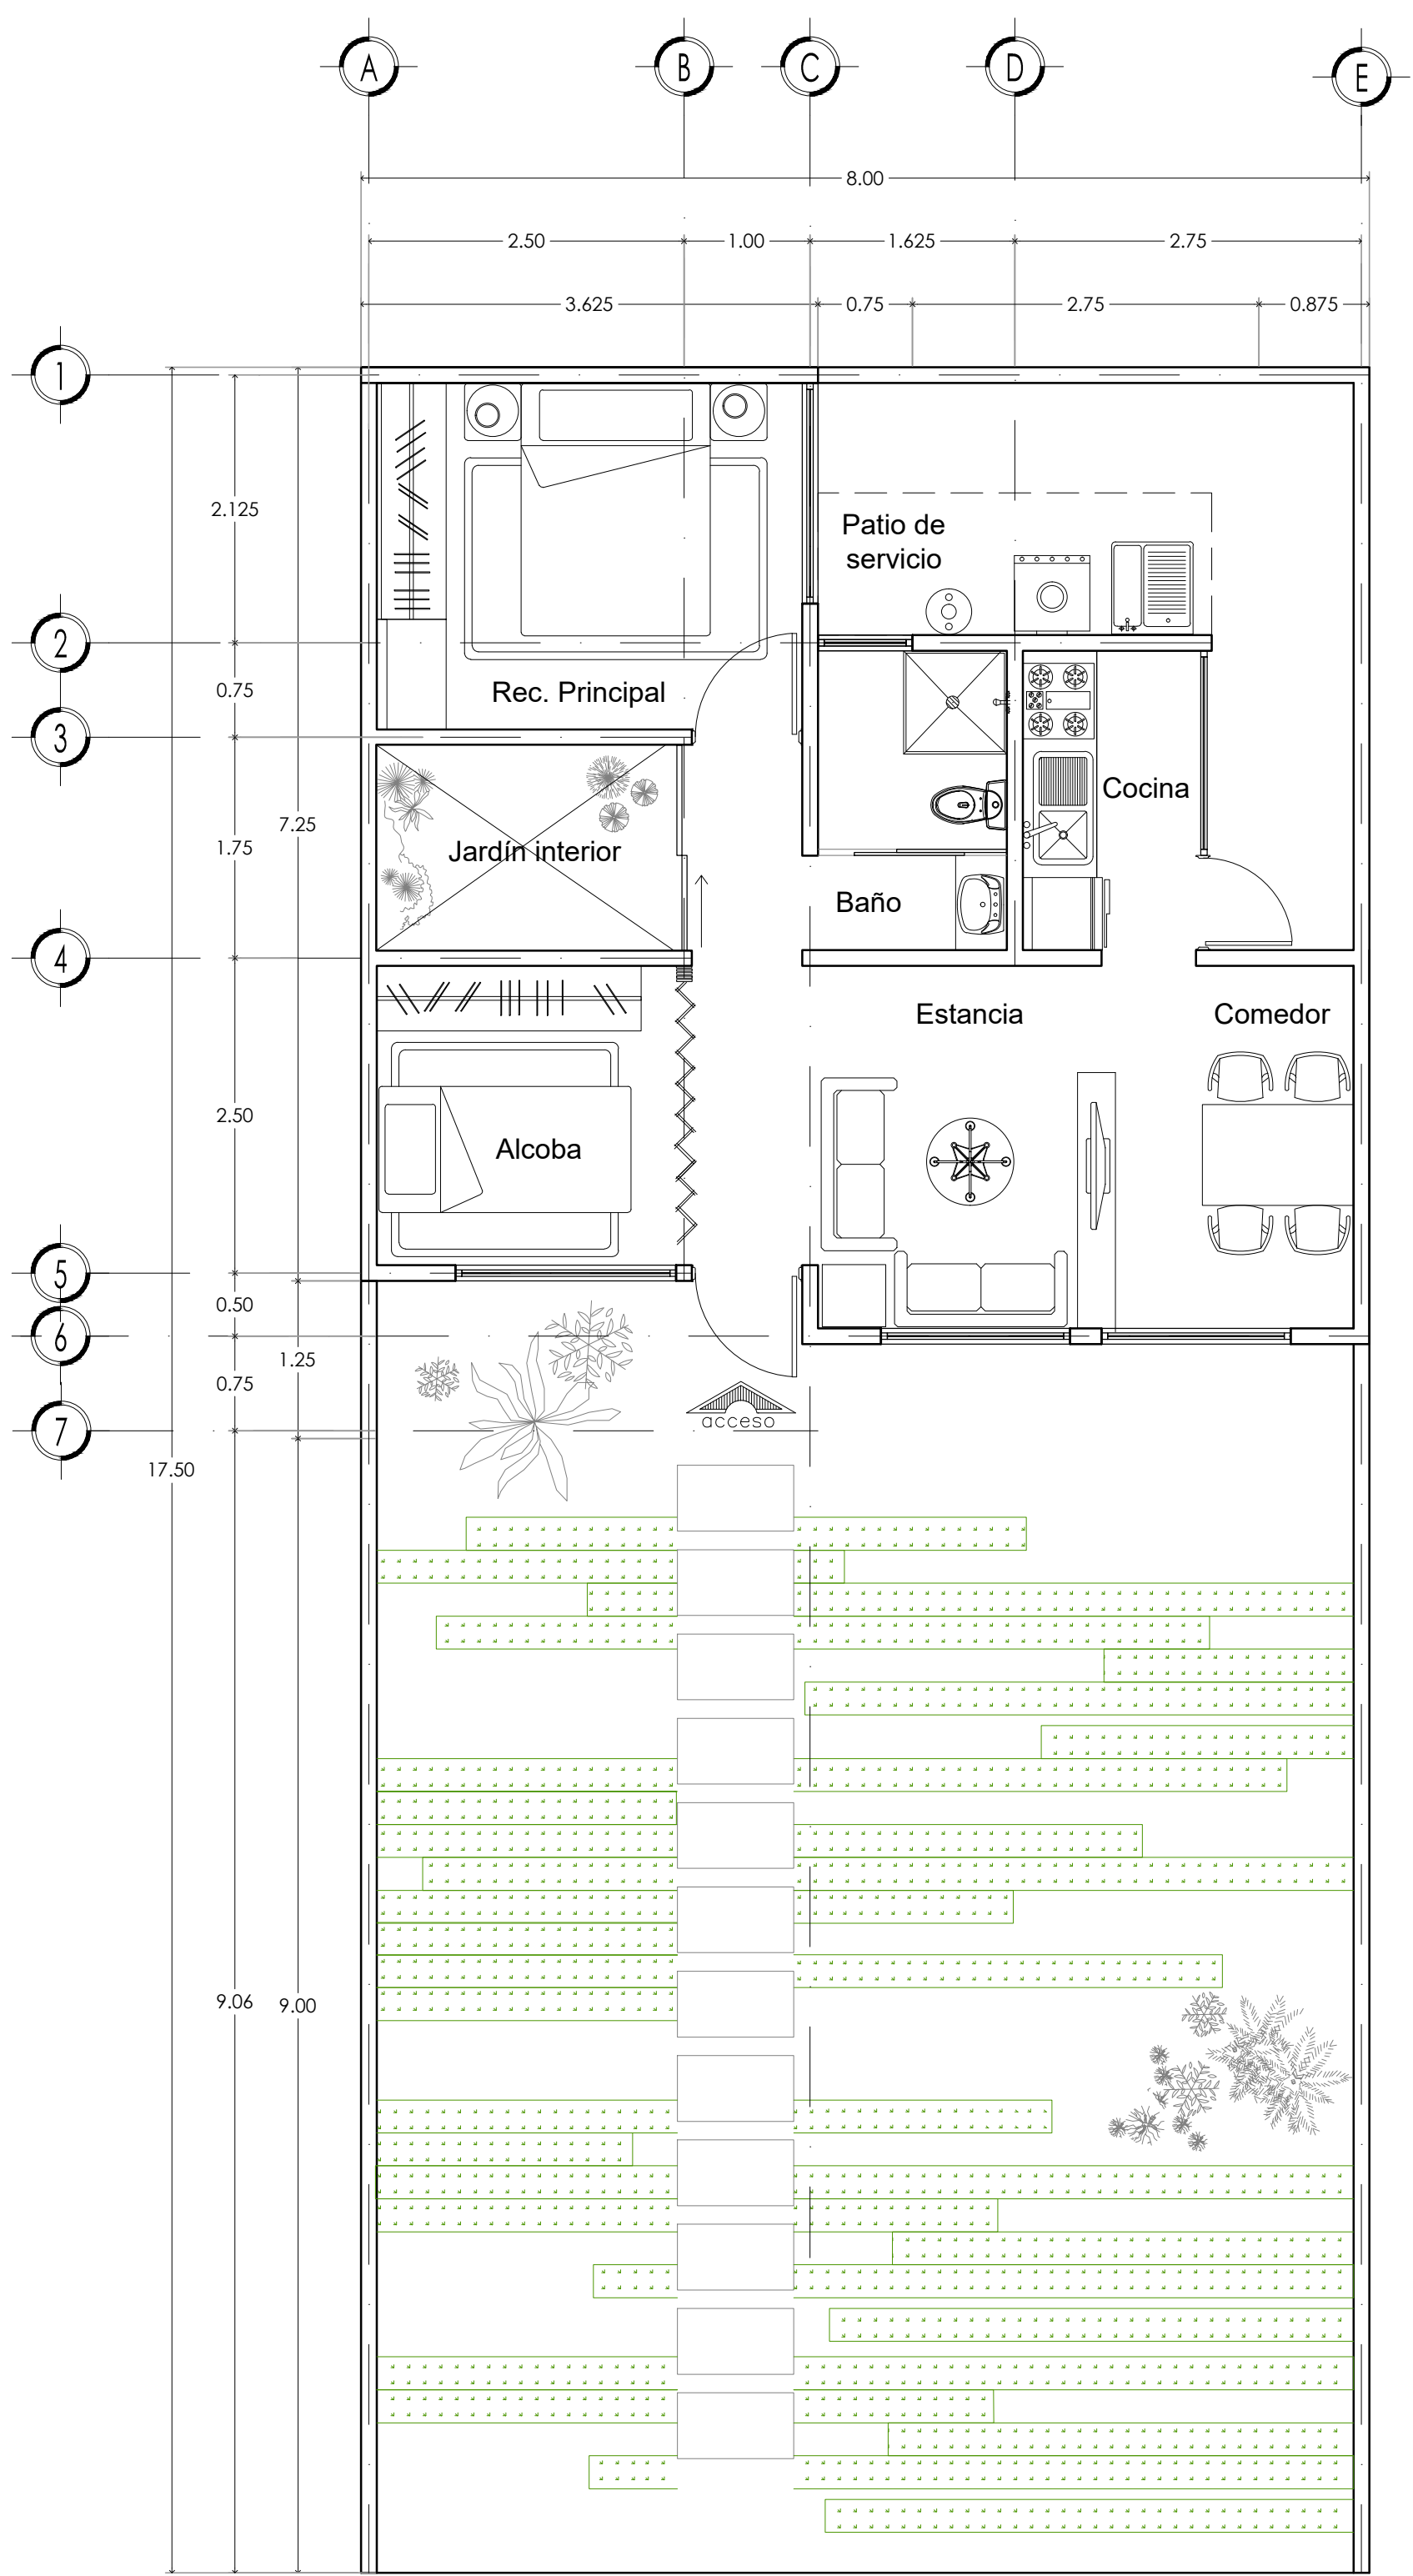 A B C D E
8.00
2.50 1.00 1.625 2.75
3.625 0.75 2.75 0.875
1
2.125
Patio de
servicio
2
0.75
Rec. Principal
3
Cocina
7.25
1.75
Jardín interior
Baño
4
Estancia
Comedor
2.50
Alcoba
5
0.50
6
1.25
0.75
acceso
7
17.50
9.06
9.00